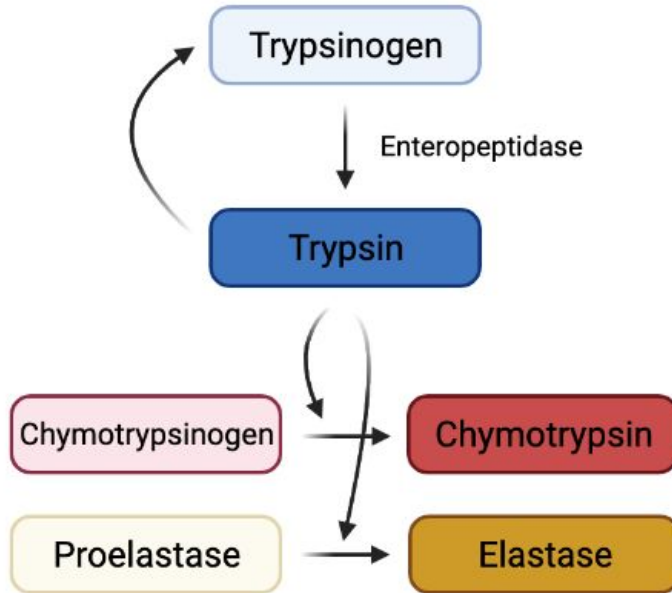 Trypsinogen
Enteropeptidase
Trypsin
Chymotrypsinogen
Chymotrypsin
Proelastase
Elastase